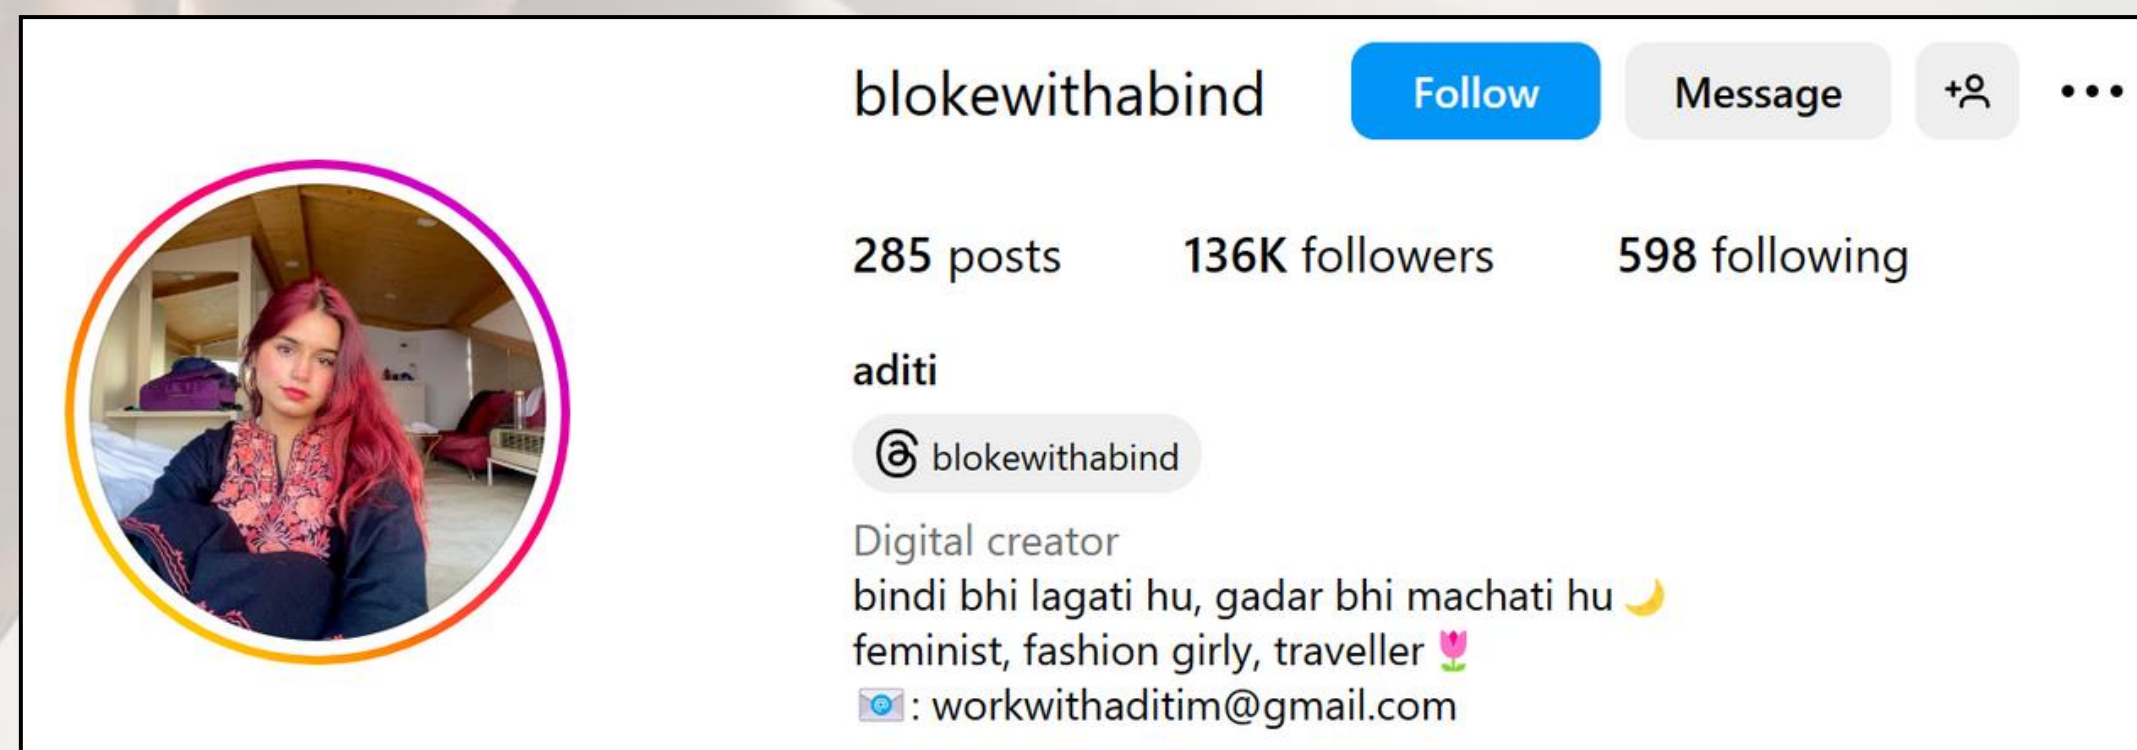 blokewithabind Follow Message
285 posts 136K followers 598 following
aditi
blokewithabind
Digital creator
bindi bhi lagati hu, gadar bhi machati hu 🌙
feminist, fashion girly, traveller 🌷
📧: workwithaditim@gmail.com